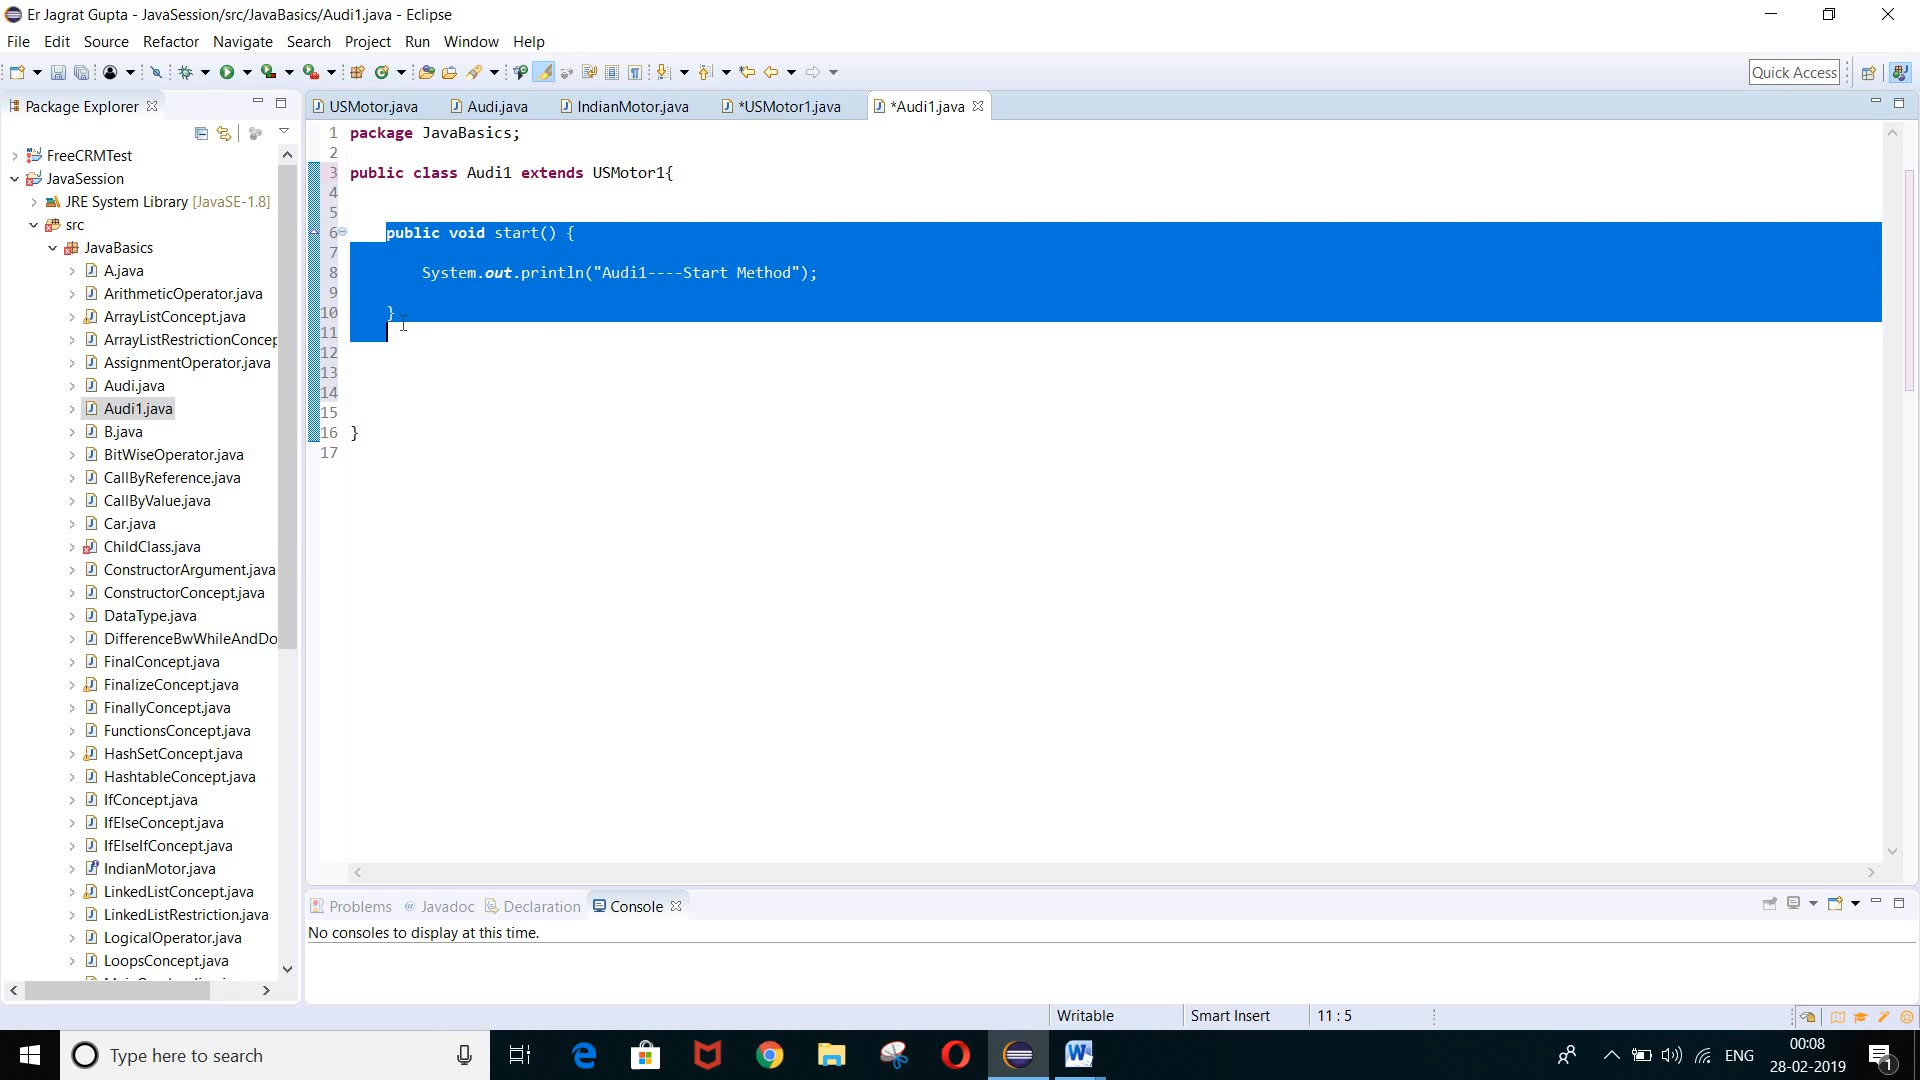 Er Jagrat Gupta - JavaSession/src/JavaBasics/Audi1.java - Eclipse
File Edit Source Refactor Navigate Search Project Run Window Help
Quick Access
Package Explorer
USMotor.java Audi.java IndianMotor.java *USMotor1.java *Audi1.java
FreeCRMTest
JavaSession
JRE System Library [JavaSE-1.8]
src
JavaBasics
A.java
ArithmeticOperator.java
ArrayListConcept.java
ArrayListRestrictionConcep
AssignmentOperator.java
Audi.java
Audi1.java
B.java
BitWiseOperator.java
CallByReference.java
CallByValue.java
Car.java
ChildClass.java
ConstructorArgument.java
ConstructorConcept.java
DataType.java
DifferenceBwWhileAndDo
FinalConcept.java
FinalizeConcept.java
FinallyConcept.java
FunctionsConcept.java
HashSetConcept.java
HashtableConcept.java
IfConcept.java
IfElseConcept.java
IfElseIfConcept.java
IndianMotor.java
LinkedListConcept.java
LinkedListRestriction.java
LogicalOperator.java
LoopsConcept.java
1 package JavaBasics;
2
3 public class Audi1 extends USMotor1{
4
5
6 public void start() {
7
8 System.out.println("Audi1----Start Method");
9
10 }
11
12
13
14
15
16 }
17
Problems Javadoc Declaration Console
No consoles to display at this time.
Writable Smart Insert 11 : 5
Type here to search
ENG
00:08
28-02-2019
1